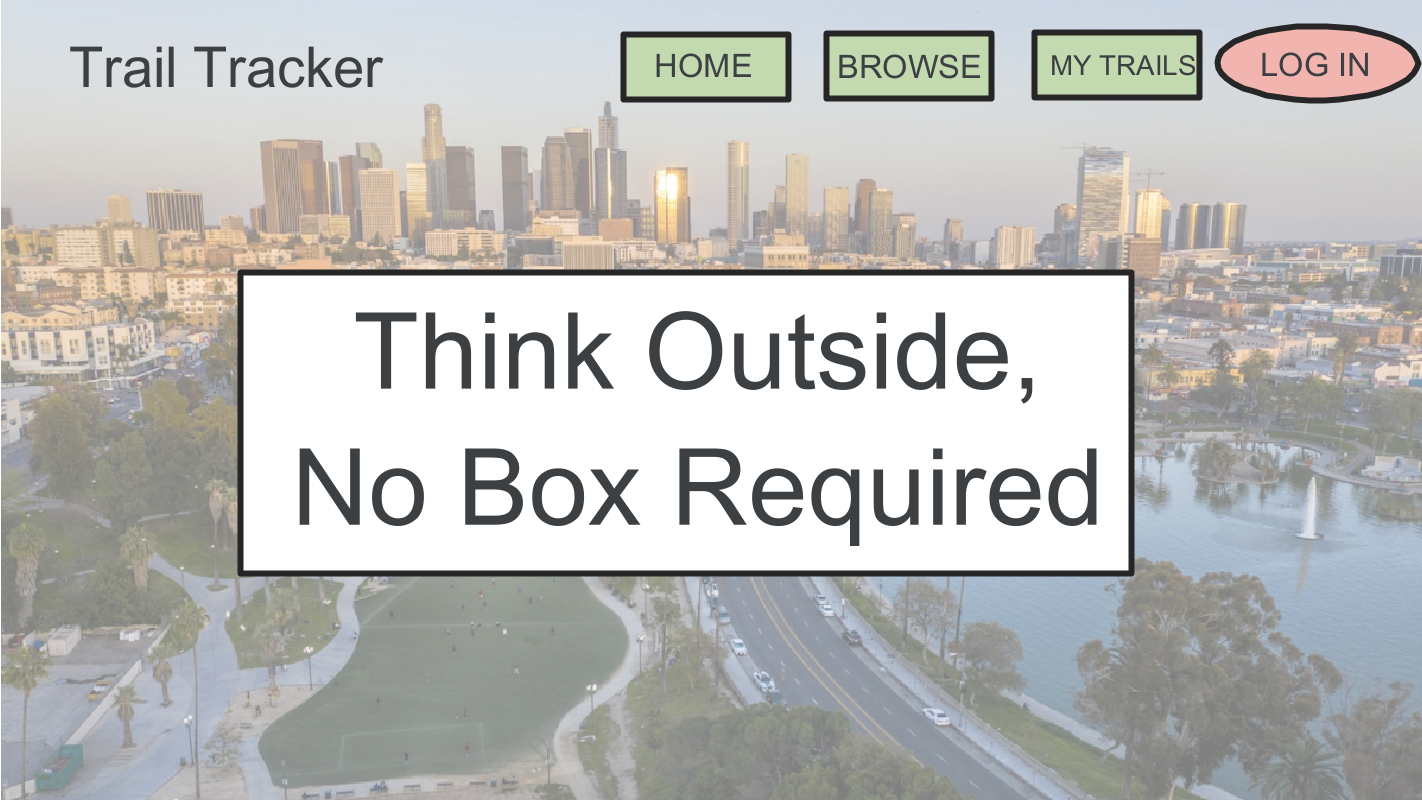 Trail Tracker
HOME
BROWSE
MY TRAILS
LOG IN
Think Outside,
No Box Required